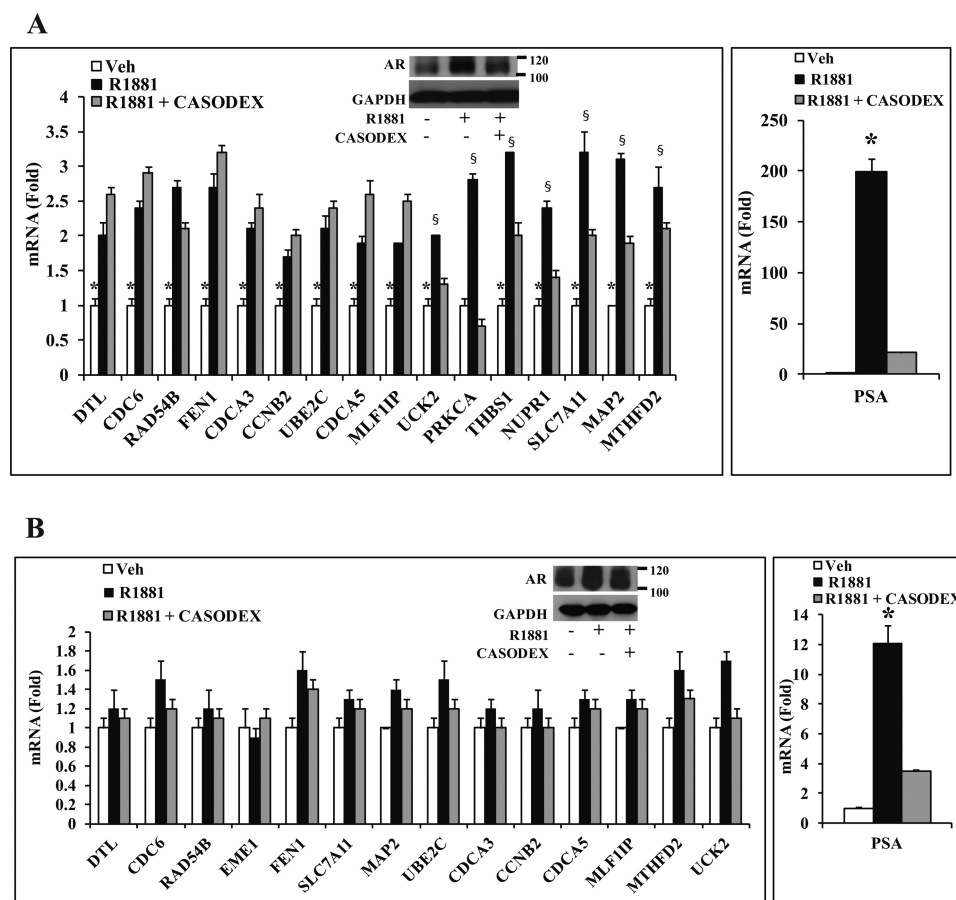 A
Veh
R1881
R1881 + CASODEX
AR
120
100
GAPDH
R1881 - + +
CASODEX - - +
mRNA (Fold)
4
3.5
3
2.5
2
1.5
1
0.5
0
* * * * * * * * * * * * * * *
§ § § § § § §
DTL
CDC6
RAD54B
FEN1
CDCA3
CCNB2
UBE2C
CDCA5
MLF1IP
UCK2
PRKCA
THBS1
NUPR1
SLC7A11
MAP2
MTHFD2
Veh
R1881
R1881 + CASODEX
mRNA (Fold)
250
200
150
100
50
0
*
PSA
B
Veh
R1881
R1881 + CASODEX
AR
120
100
GAPDH
R1881 - + +
CASODEX - - +
mRNA (Fold)
2
1.8
1.6
1.4
1.2
1
0.8
0.6
0.4
0.2
0
DTL
CDC6
RAD54B
EME1
FEN1
SLC7A11
MAP2
UBE2C
CDCA3
CCNB2
CDCA5
MLF1IP
MTHFD2
UCK2
Veh
R1881
R1881 + CASODEX
mRNA (Fold)
14
12
10
8
6
4
2
0
*
PSA